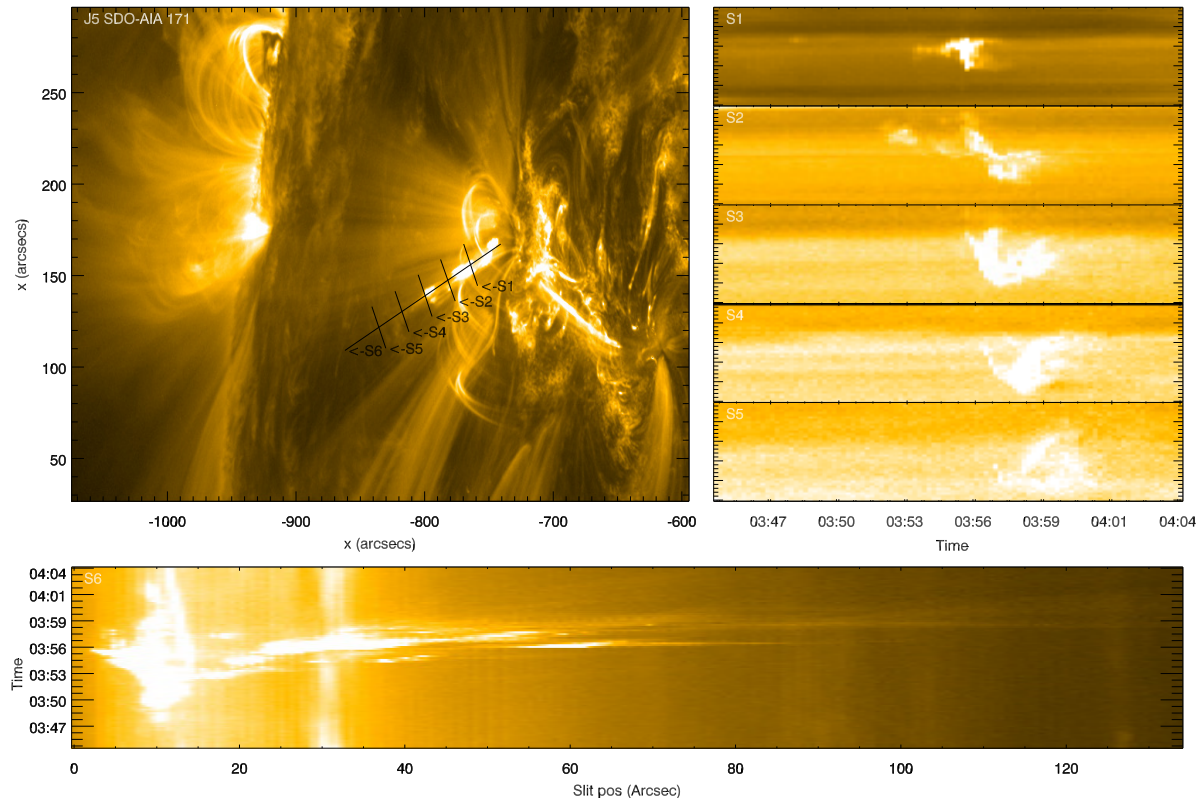 J5 SDO-AIA 171
250
200
150
100
50
x (arcsecs)
<-S1
<-S2
<-S3
<-S4
<-S5
<-S6
-1000 -900 -800 -700 -600
x (arcsecs)
S1
S2
S3
S4
S5
03:47 03:50 03:53 03:56 03:59 04:01 04:04
Time
S6
04:04
04:01
03:59
03:56
03:53
03:50
03:47
Time
0 20 40 60 80 100 120
Slit pos (Arcsec)